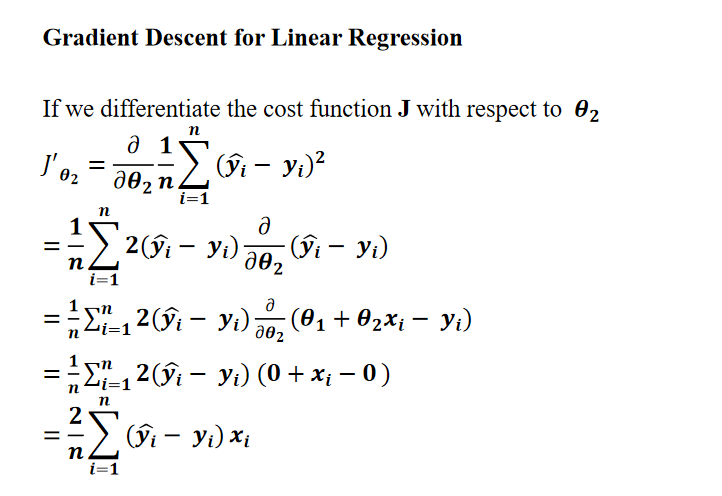 Gradient Descent for Linear Regression
If we differentiate the cost function J with respect to θ₂
J′θ₂ = ∂/∂θ₂ 1/n ∑ᵢ₌₁ⁿ (ŷᵢ − yᵢ)²
= 1/n ∑ᵢ₌₁ⁿ 2(ŷᵢ − yᵢ) ∂/∂θ₂ (ŷᵢ − yᵢ)
= 1/n ∑ᵢ₌₁ⁿ 2(ŷᵢ − yᵢ) ∂/∂θ₂ (θ₁ + θ₂xᵢ − yᵢ)
= 1/n ∑ᵢ₌₁ⁿ 2(ŷᵢ − yᵢ) (0 + xᵢ − 0)
= 2/n ∑ᵢ₌₁ⁿ (ŷᵢ − yᵢ) xᵢ